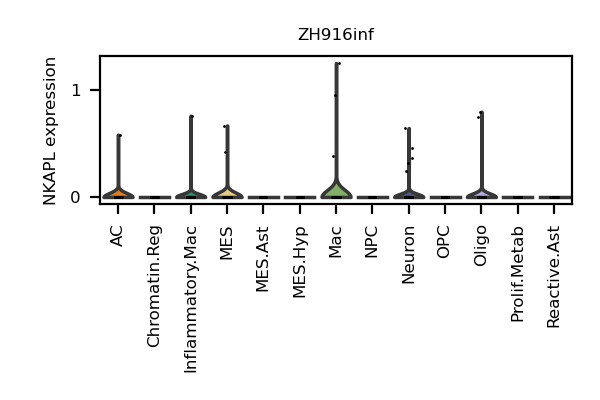 ZH916inf
NKAPL expression
1
0
AC
Chromatin.Reg
Inflammatory.Mac
MES
MES.Ast
MES.Hyp
Mac
NPC
Neuron
OPC
Oligo
Prolif.Metab
Reactive.Ast